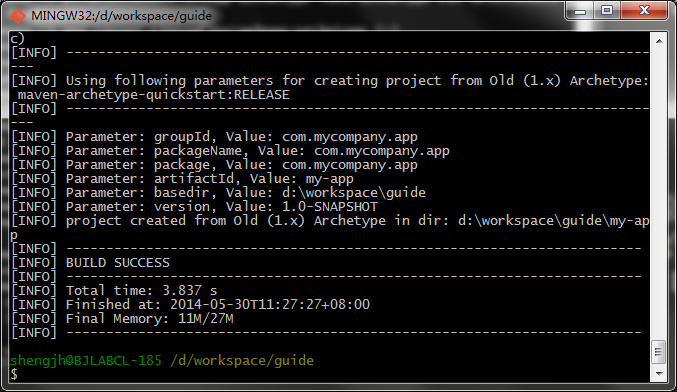 MINGW32:/d/workspace/guide
c)
[INFO] ------------------------------------------------------------------------
---
[INFO] Using following parameters for creating project from Old (1.x) Archetype:
 maven-archetype-quickstart:RELEASE
[INFO] ------------------------------------------------------------------------
---
[INFO] Parameter: groupId, Value: com.mycompany.app
[INFO] Parameter: packageName, Value: com.mycompany.app
[INFO] Parameter: package, Value: com.mycompany.app
[INFO] Parameter: artifactId, Value: my-app
[INFO] Parameter: basedir, Value: d:\workspace\guide
[INFO] Parameter: version, Value: 1.0-SNAPSHOT
[INFO] project created from Old (1.x) Archetype in dir: d:\workspace\guide\my-ap
p
[INFO] ------------------------------------------------------------------------
[INFO] BUILD SUCCESS
[INFO] ------------------------------------------------------------------------
[INFO] Total time: 3.837 s
[INFO] Finished at: 2014-05-30T11:27:27+08:00
[INFO] Final Memory: 11M/27M
[INFO] ------------------------------------------------------------------------
shengjh@BJLABCL-185 /d/workspace/guide
$